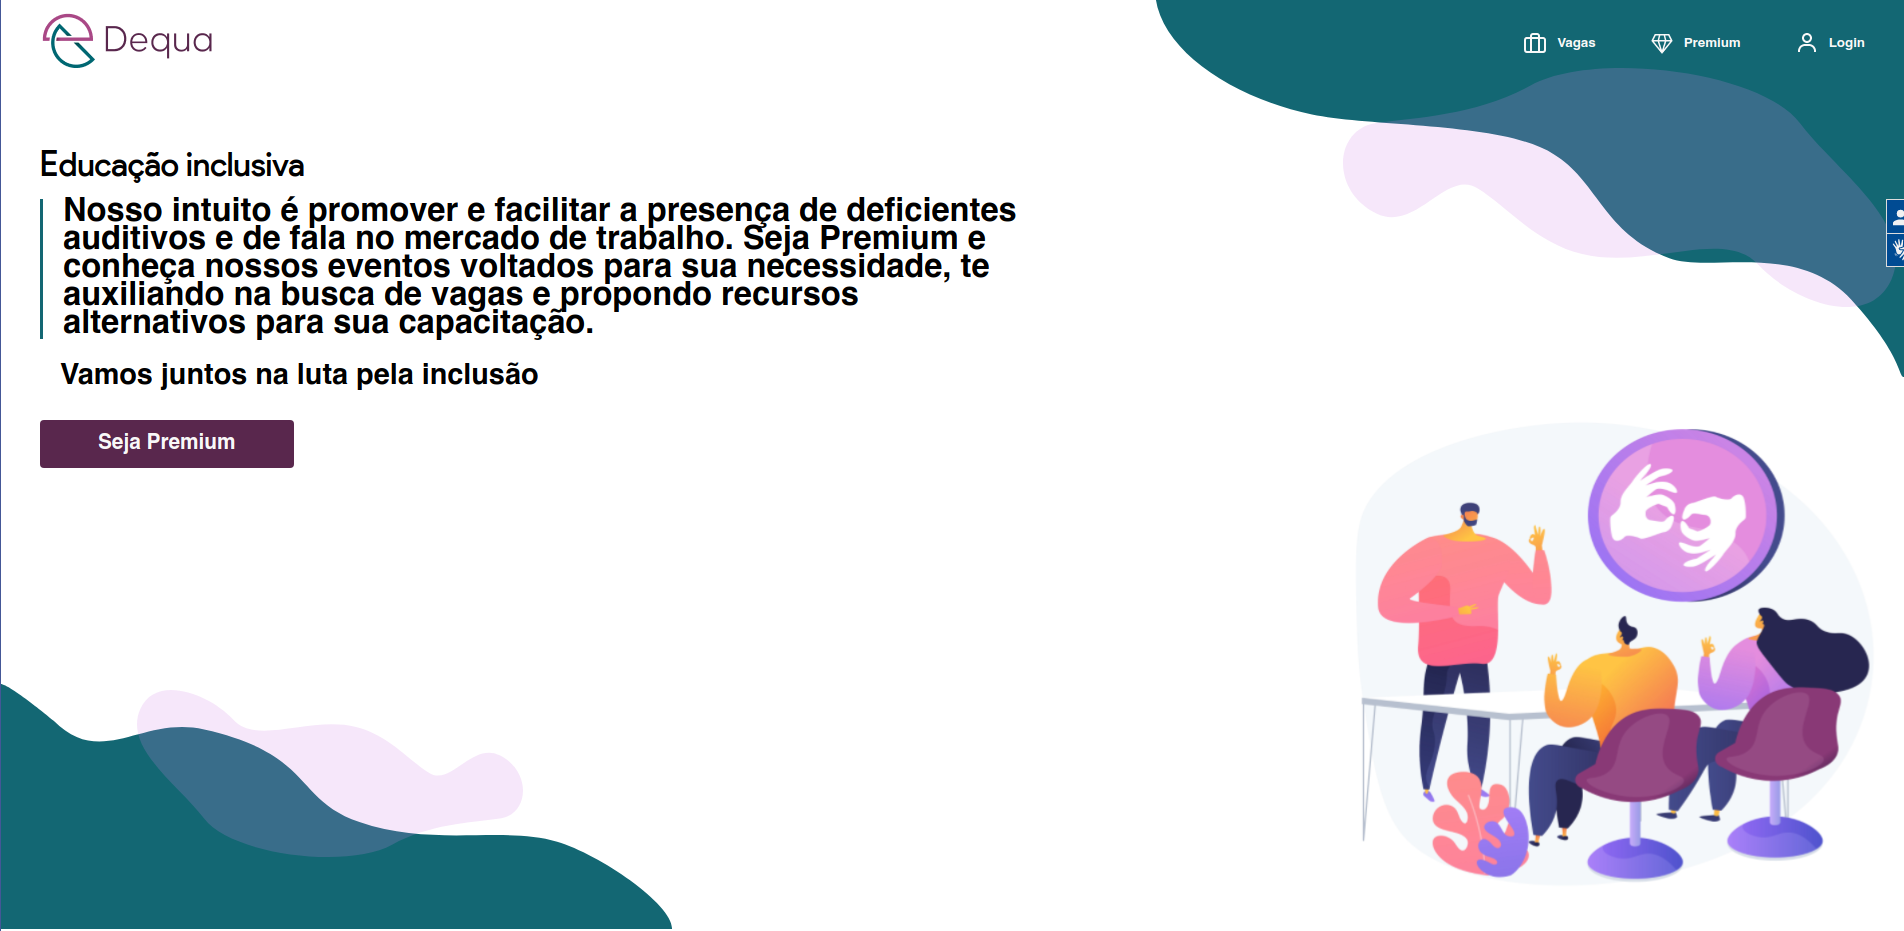 Dequa
Vagas
Premium
Login
Educação inclusiva
Nosso intuito é promover e facilitar a presença de deficientes
auditivos e de fala no mercado de trabalho. Seja Premium e
conheça nossos eventos voltados para sua necessidade, te
auxiliando na busca de vagas e propondo recursos
alternativos para sua capacitação.
Vamos juntos na luta pela inclusão
Seja Premium